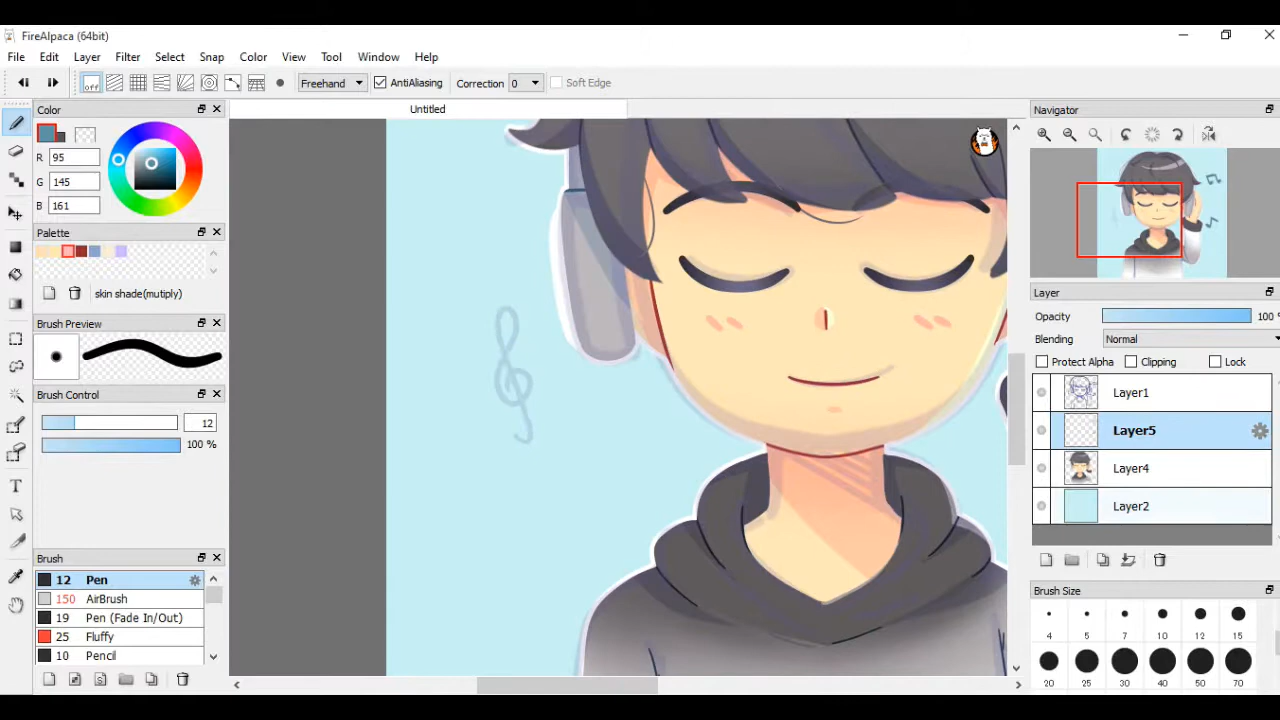 FireAlpaca (64bit)
File Edit Layer Filter Select Snap Color View Tool Window Help
off Freehand AntiAliasing Correction 0 Soft Edge
Color
R 95
G 145
B 161
Palette
skin shade(mutiply)
Brush Preview
Brush Control
12
100 %
Brush
12 Pen
150 AirBrush
19 Pen (Fade In/Out)
25 Fluffy
10 Pencil
Untitled
Navigator
Layer
Opacity 100 %
Blending Normal
Protect Alpha Clipping Lock
Layer1
Layer5
Layer4
Layer2
Brush Size
4 5 7 10 12 15
20 25 30 40 50 70